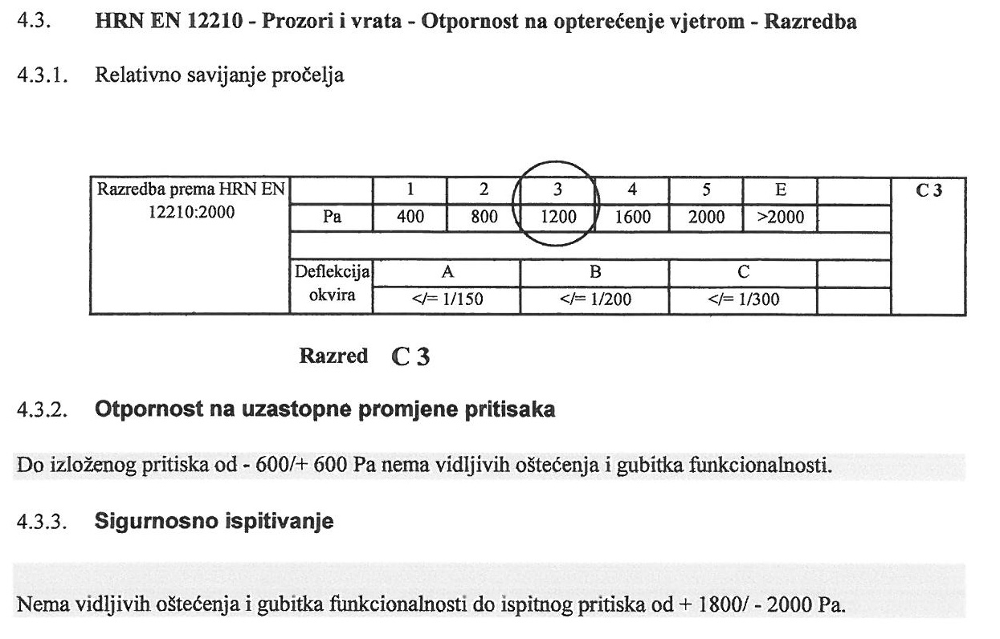 4.3. HRN EN 12210 - Prozori i vrata - Otpornost na opterećenje vjetrom - Razredba
4.3.1. Relativno savijanje pročelja
Razredba prema HRN EN 1 2 3 4 5 E C 3
12210:2000 Pa 400 800 1200 1600 2000 >2000
Deflekcija A B C
okvira </= 1/150 </= 1/200 </= 1/300
Razred C 3
4.3.2. Otpornost na uzastopne promjene pritisaka
Do izloženog pritiska od - 600/+ 600 Pa nema vidljivih oštećenja i gubitka funkcionalnosti.
4.3.3. Sigurnosno ispitivanje
Nema vidljivih oštećenja i gubitka funkcionalnosti do ispitnog pritiska od + 1800/ - 2000 Pa.